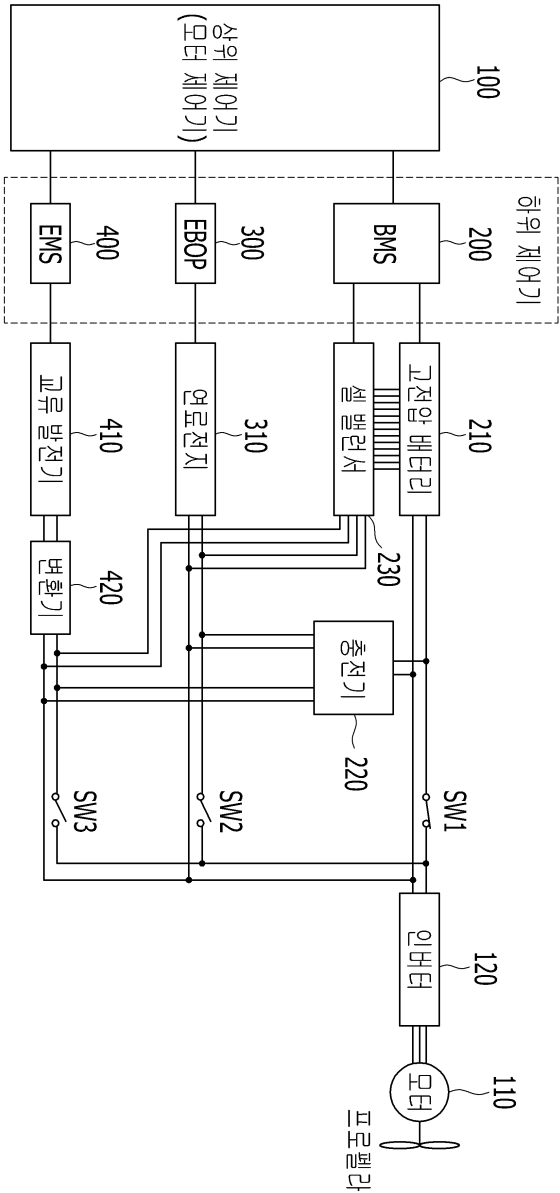 100
상위 제어기
(모터 제어기)
하위 제어기
200
BMS
300
EBOP
400
EMS
210
고전압 배터리
셀 밸런서
230
310
연료전지
410
교류 발전기
420
변환기
충전기
220
SW1
SW2
SW3
120
인버터
110
모터
프로펠라